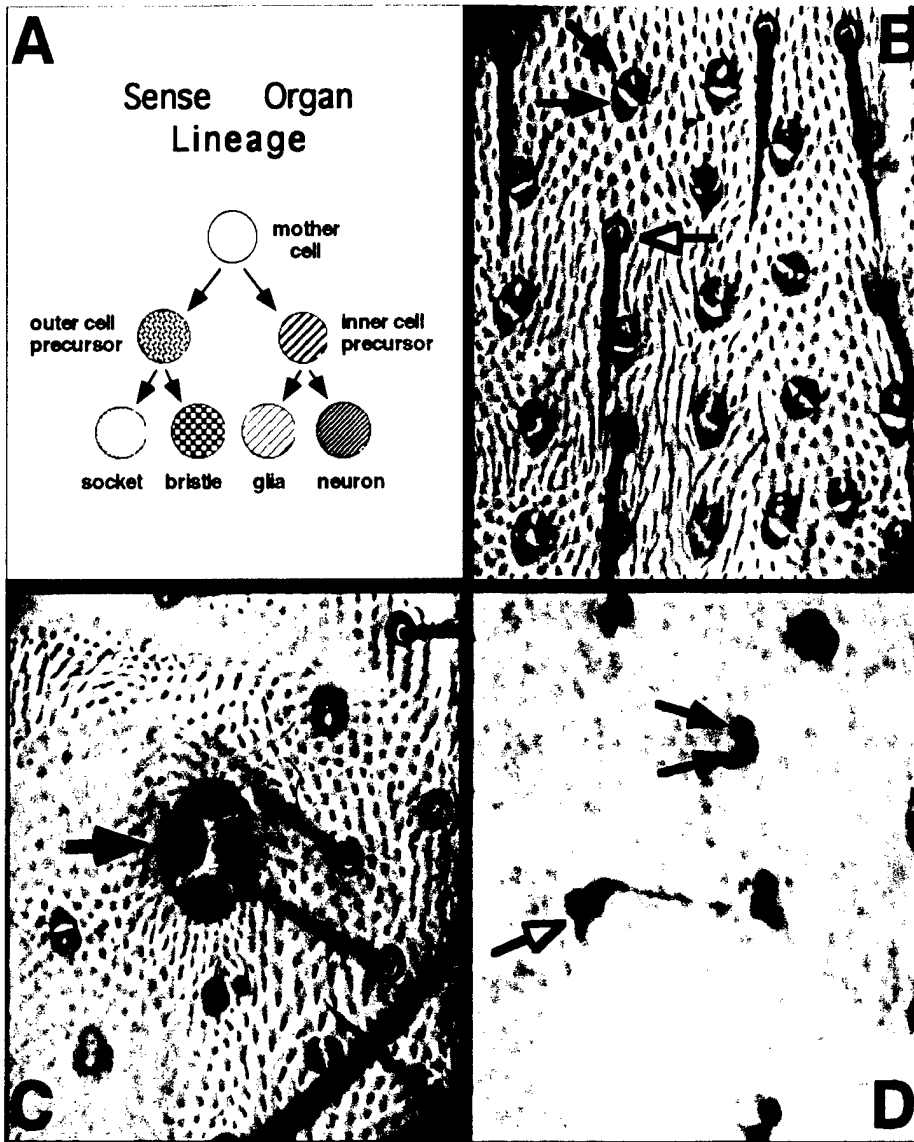 A
Sense Organ
Lineage
mother
cell
outer cell
precursor
inner cell
precursor
socket bristle glia neuron
B
C
D